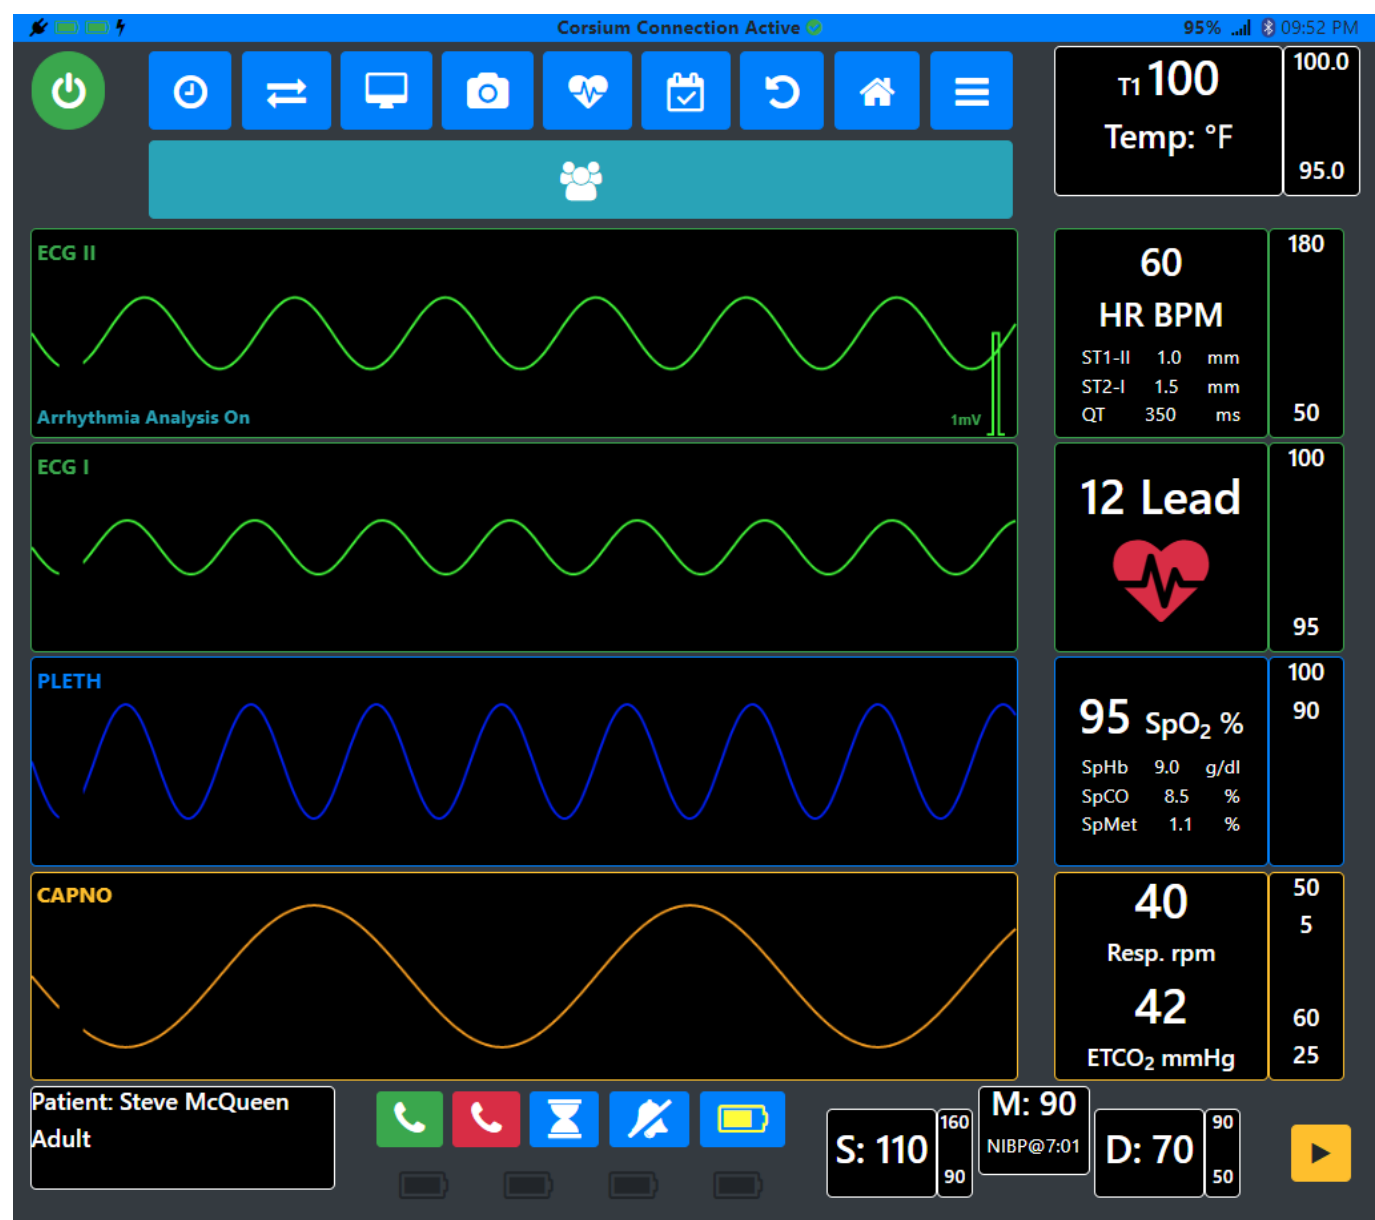 Corsium Connection Active
95% 09:52 PM
T1 100
Temp: °F
100.0
95.0
ECG II
Arrhythmia Analysis On
1mV
60
HR BPM
ST1-II 1.0 mm
ST2-I 1.5 mm
QT 350 ms
180
50
ECG I
12 Lead
100
95
PLETH
95 SpO₂ %
SpHb 9.0 g/dl
SpCO 8.5 %
SpMet 1.1 %
100
90
CAPNO
40
Resp. rpm
42
ETCO₂ mmHg
50
5
60
25
Patient: Steve McQueen
Adult
S: 110
160
90
M: 90
NIBP@7:01
D: 70
90
50